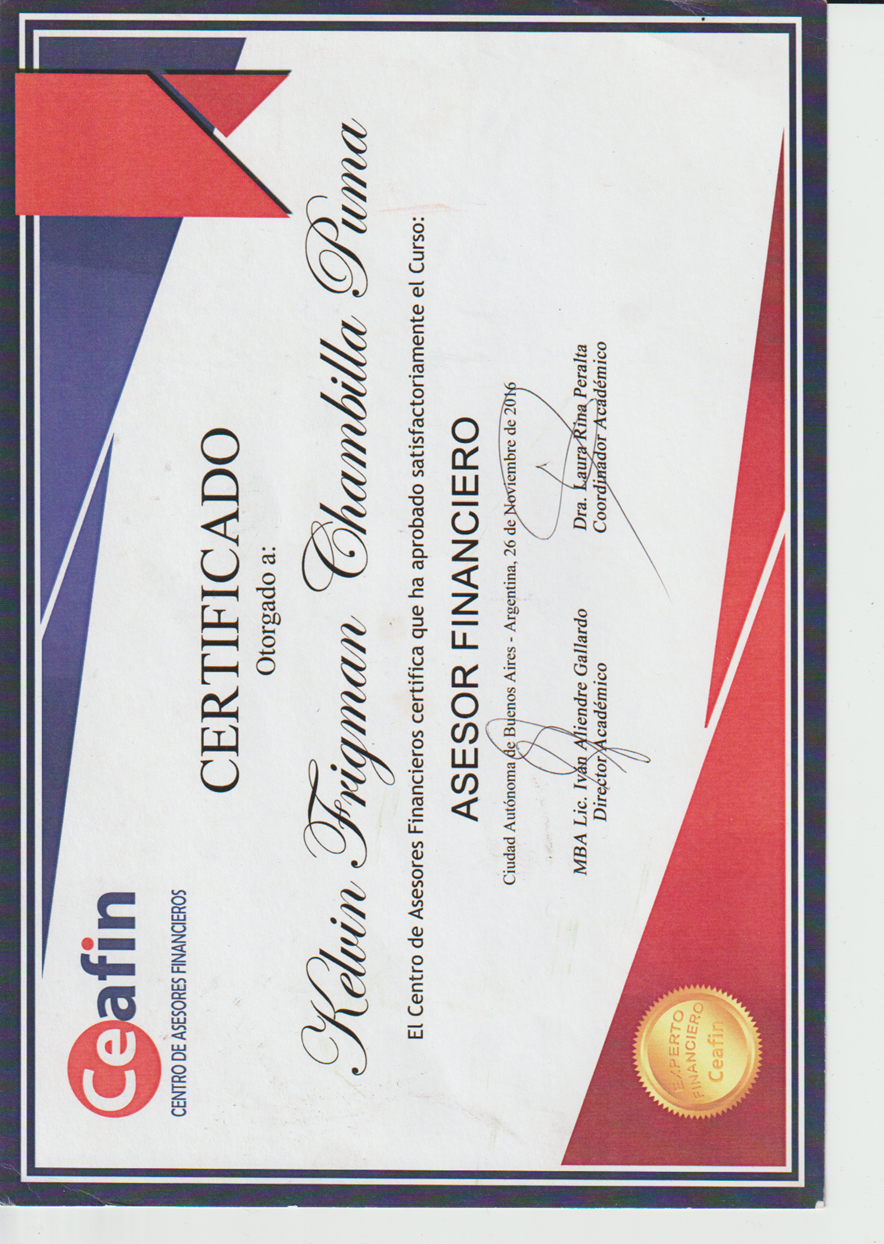 Ceafin
CENTRO DE ASESORES FINANCIEROS
CERTIFICADO
Otorgado a:
Kelvin Frigman Chambilla Puma
El Centro de Asesores Financieros certifica que ha aprobado satisfactoriamente el Curso:
ASESOR FINANCIERO
Ciudad Autónoma de Buenos Aires - Argentina, 26 de Noviembre de 2016
MBA Lic. Iván Aliendre Gallardo
Director Académico
Dra. Laura Rina Peralta
Coordinador Académico
EXPERTO
FINANCIERO
Ceafin